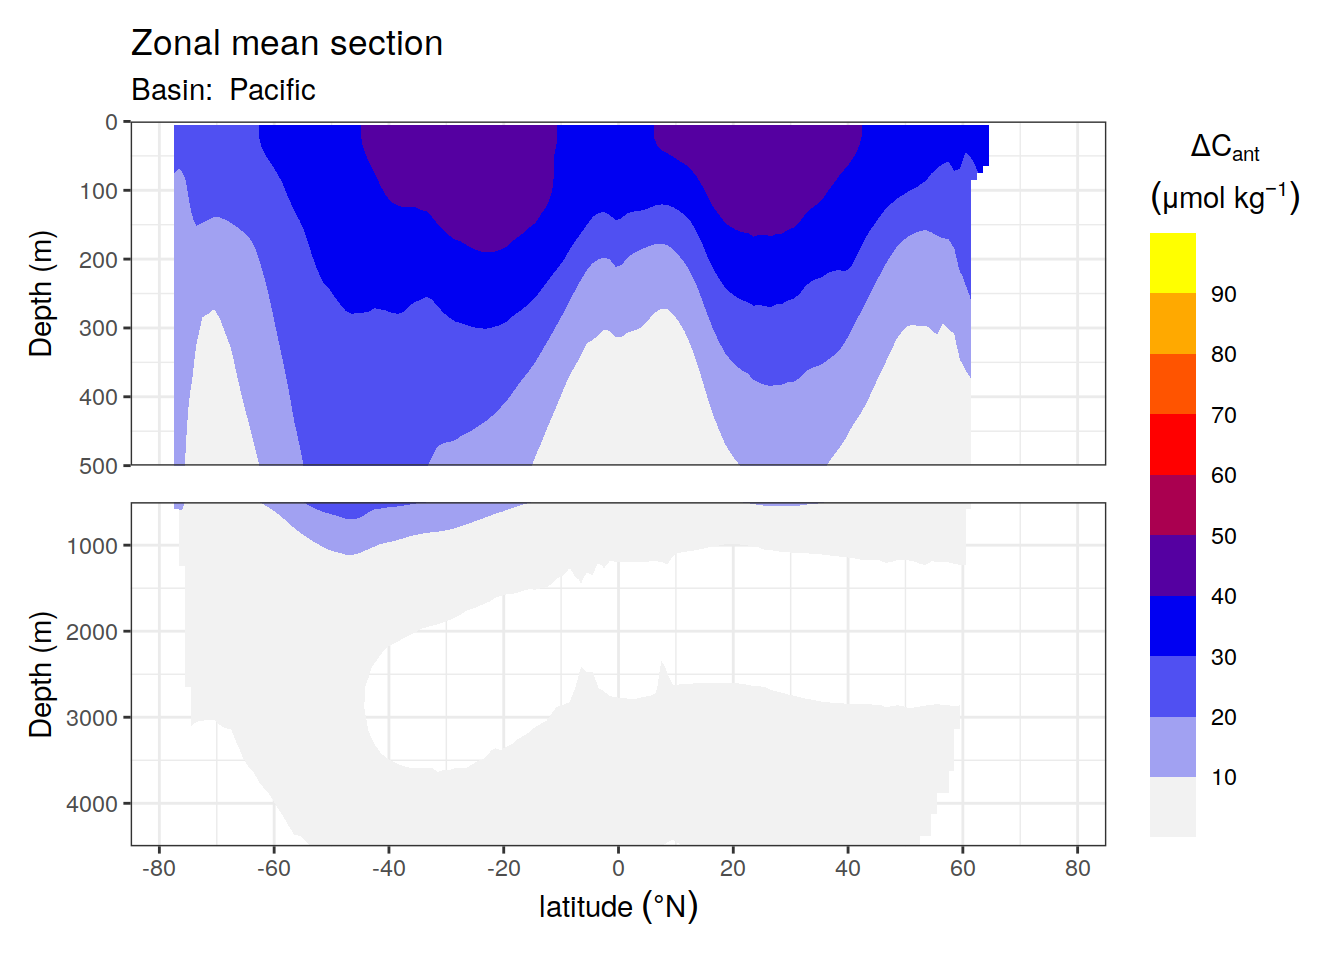 Zonal mean section
Basin:  Pacific
0
100
200
300
400
500
Depth (m)
1000
2000
3000
4000
Depth (m)
-80 -60 -40 -20 0 20 40 60 80
latitude (°N)
ΔCant
(μmol kg⁻¹)
90
80
70
60
50
40
30
20
10